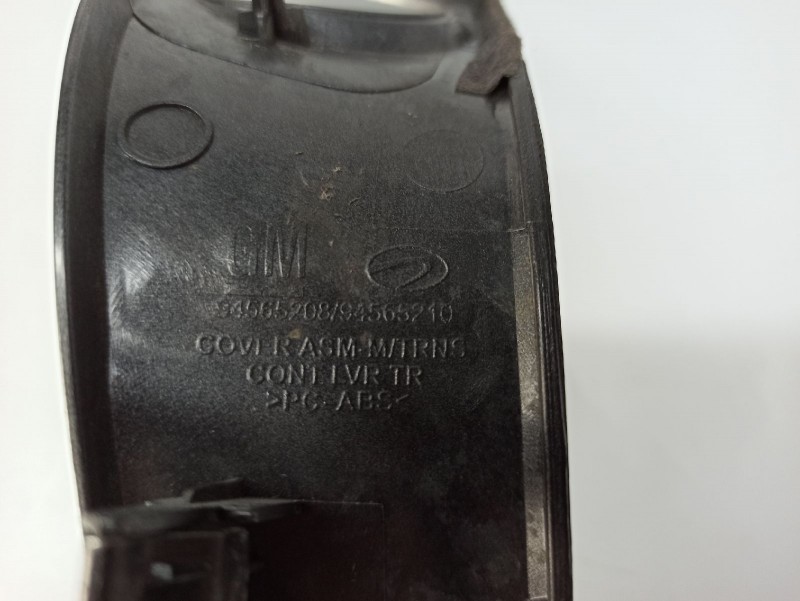 GM
94565208/94565210
COVER ASM-M/TRNS
CONT LVR TR
>PC+ABS<